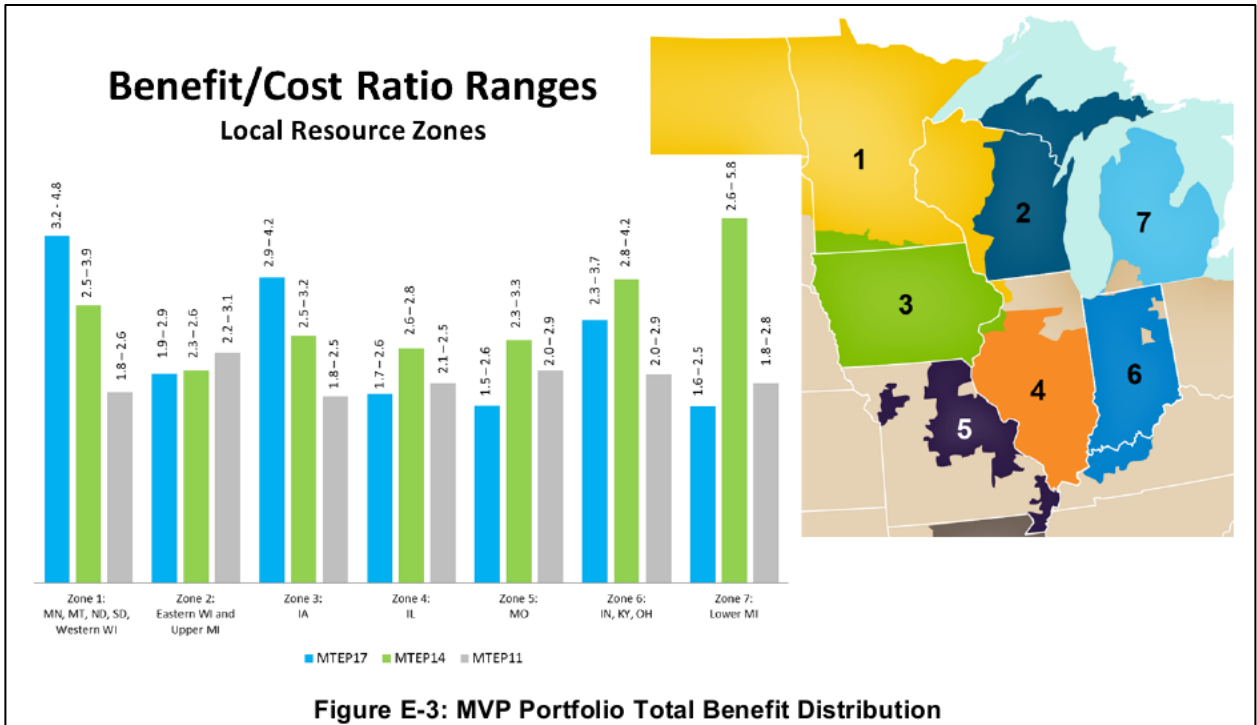 Benefit/Cost Ratio Ranges
Local Resource Zones
3.2 - 4.8
2.5 – 3.9
1.8 – 2.6
1.9 – 2.9
2.3 – 2.6
2.2 – 3.1
2.9 – 4.2
2.5 – 3.2
1.8 – 2.5
1.7 – 2.6
2.6 – 2.8
2.1 – 2.5
1.5 – 2.6
2.3 – 3.3
2.0 – 2.9
2.3 – 3.7
2.8 – 4.2
2.0 – 2.9
1.6 – 2.5
2.6 – 5.8
1.8 – 2.8
Zone 1:
MN, MT, ND, SD,
Western WI
Zone 2:
Eastern WI and
Upper MI
Zone 3:
IA
Zone 4:
IL
Zone 5:
MO
Zone 6:
IN, KY, OH
Zone 7:
Lower MI
MTEP17 MTEP14 MTEP11
1
2
7
3
4
6
5
Figure E-3: MVP Portfolio Total Benefit Distribution